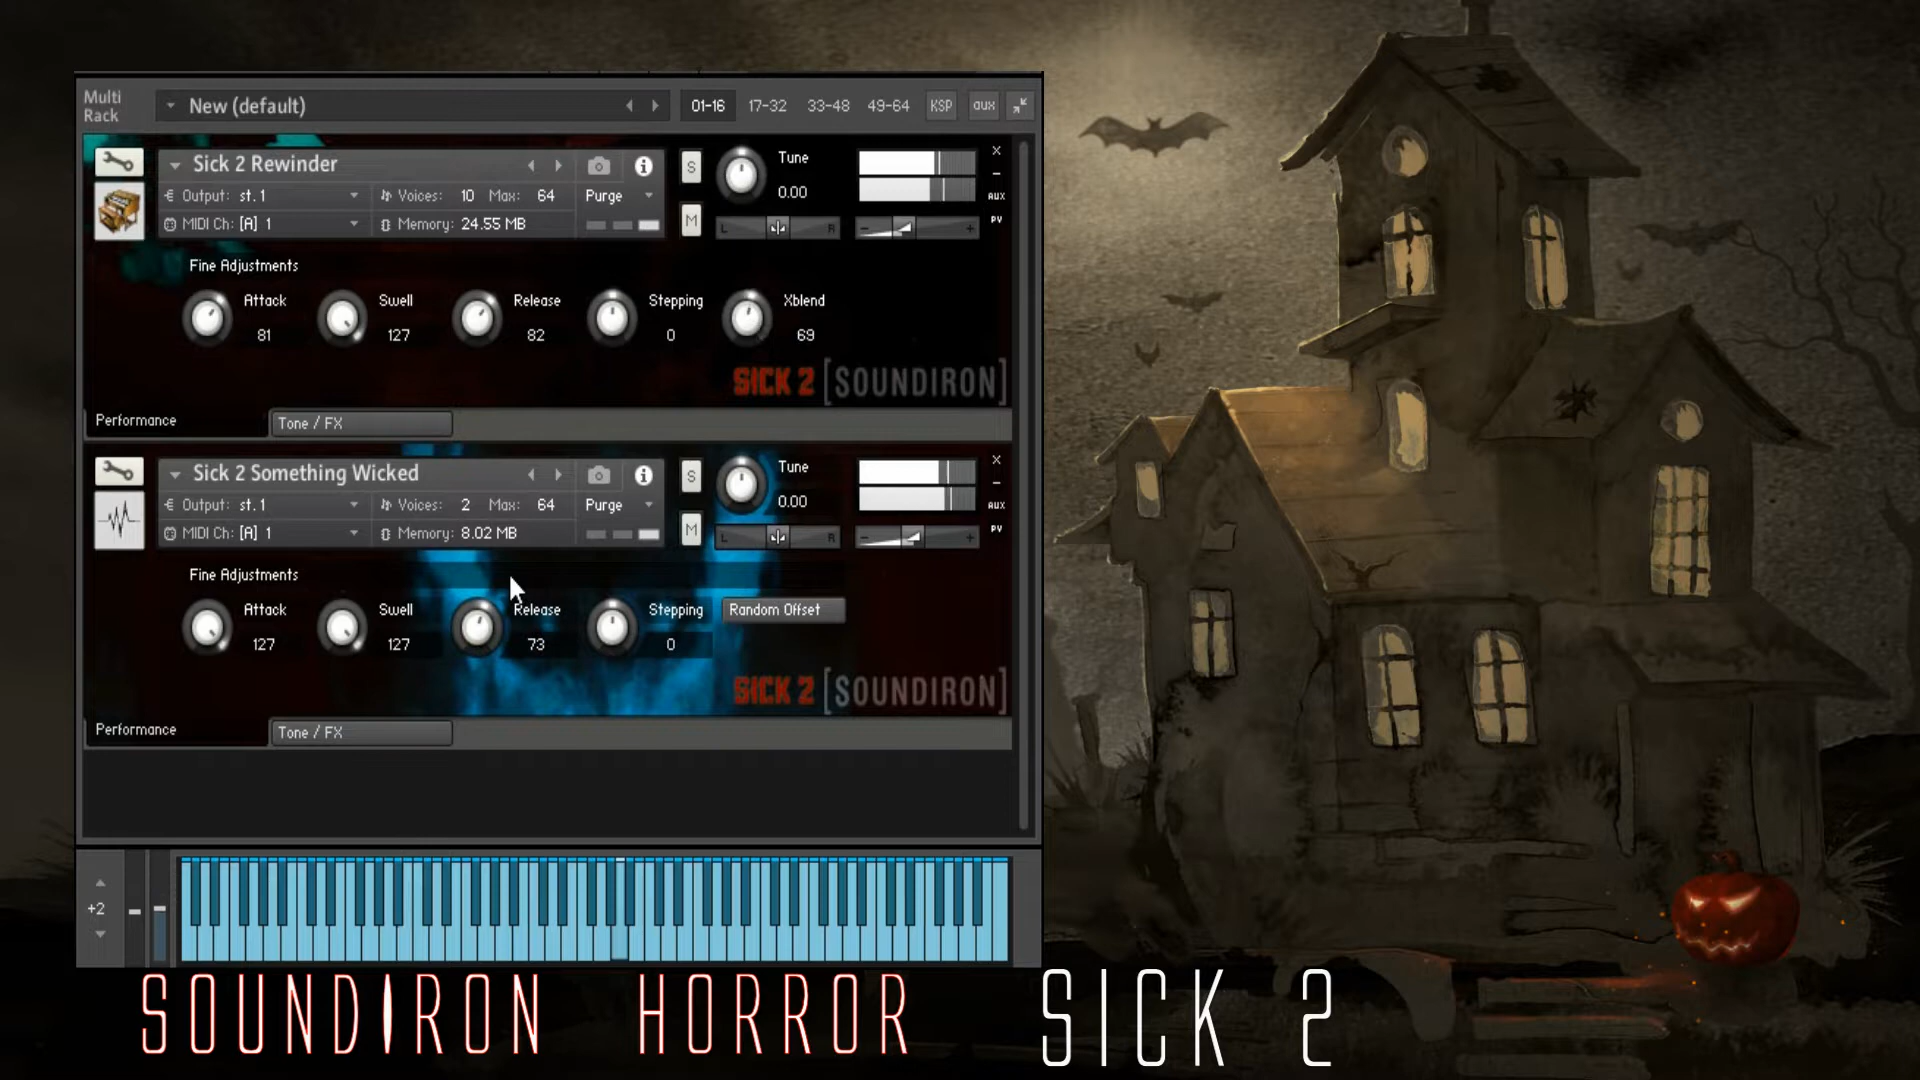 Multi Rack
New (default)
01-16 17-32 33-48 49-64 KSP aux
Sick 2 Rewinder
S
Tune
0.00
x
AUX
PV
Output: st.1
Voices: 10 Max: 64
Purge
MIDI Ch: [A] 1
Memory: 24.55 MB
M
L R - +
Fine Adjustments
Attack Swell Release Stepping Xblend
81 127 82 0 69
SICK 2 [SOUNDIRON]
Performance
Tone / FX
Sick 2 Something Wicked
S
Tune
0.00
x
AUX
PV
Output: st.1
Voices: 2 Max: 64
Purge
MIDI Ch: [A] 1
Memory: 8.02 MB
M
L R - +
Fine Adjustments
Attack Swell Release Stepping Random Offset
127 127 73 0
SICK 2 [SOUNDIRON]
Performance
Tone / FX
+2
SOUNDIRON HORROR SICK 2